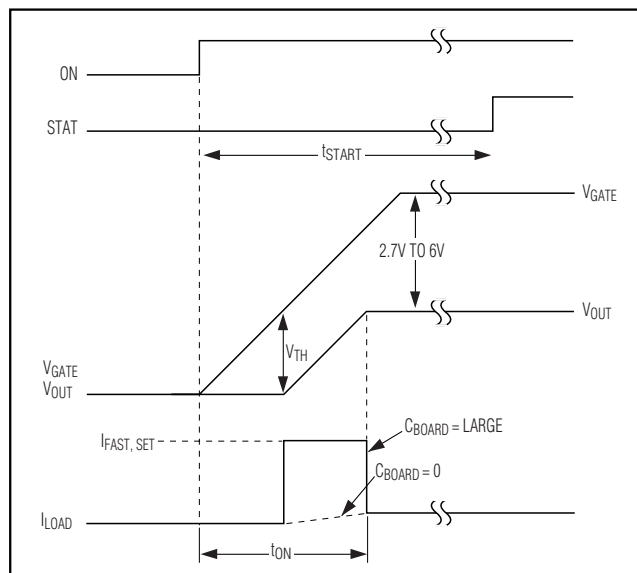 ON
STAT
tSTART
VGATE
2.7V TO 6V
VOUT
VTH
VGATE
VOUT
CBOARD = LARGE
IFAST, SET
CBOARD = 0
ILOAD
tON